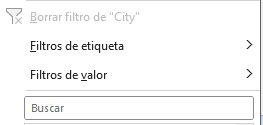 Borrar filtro de "City"
Filtros de etiqueta
Filtros de valor
Buscar